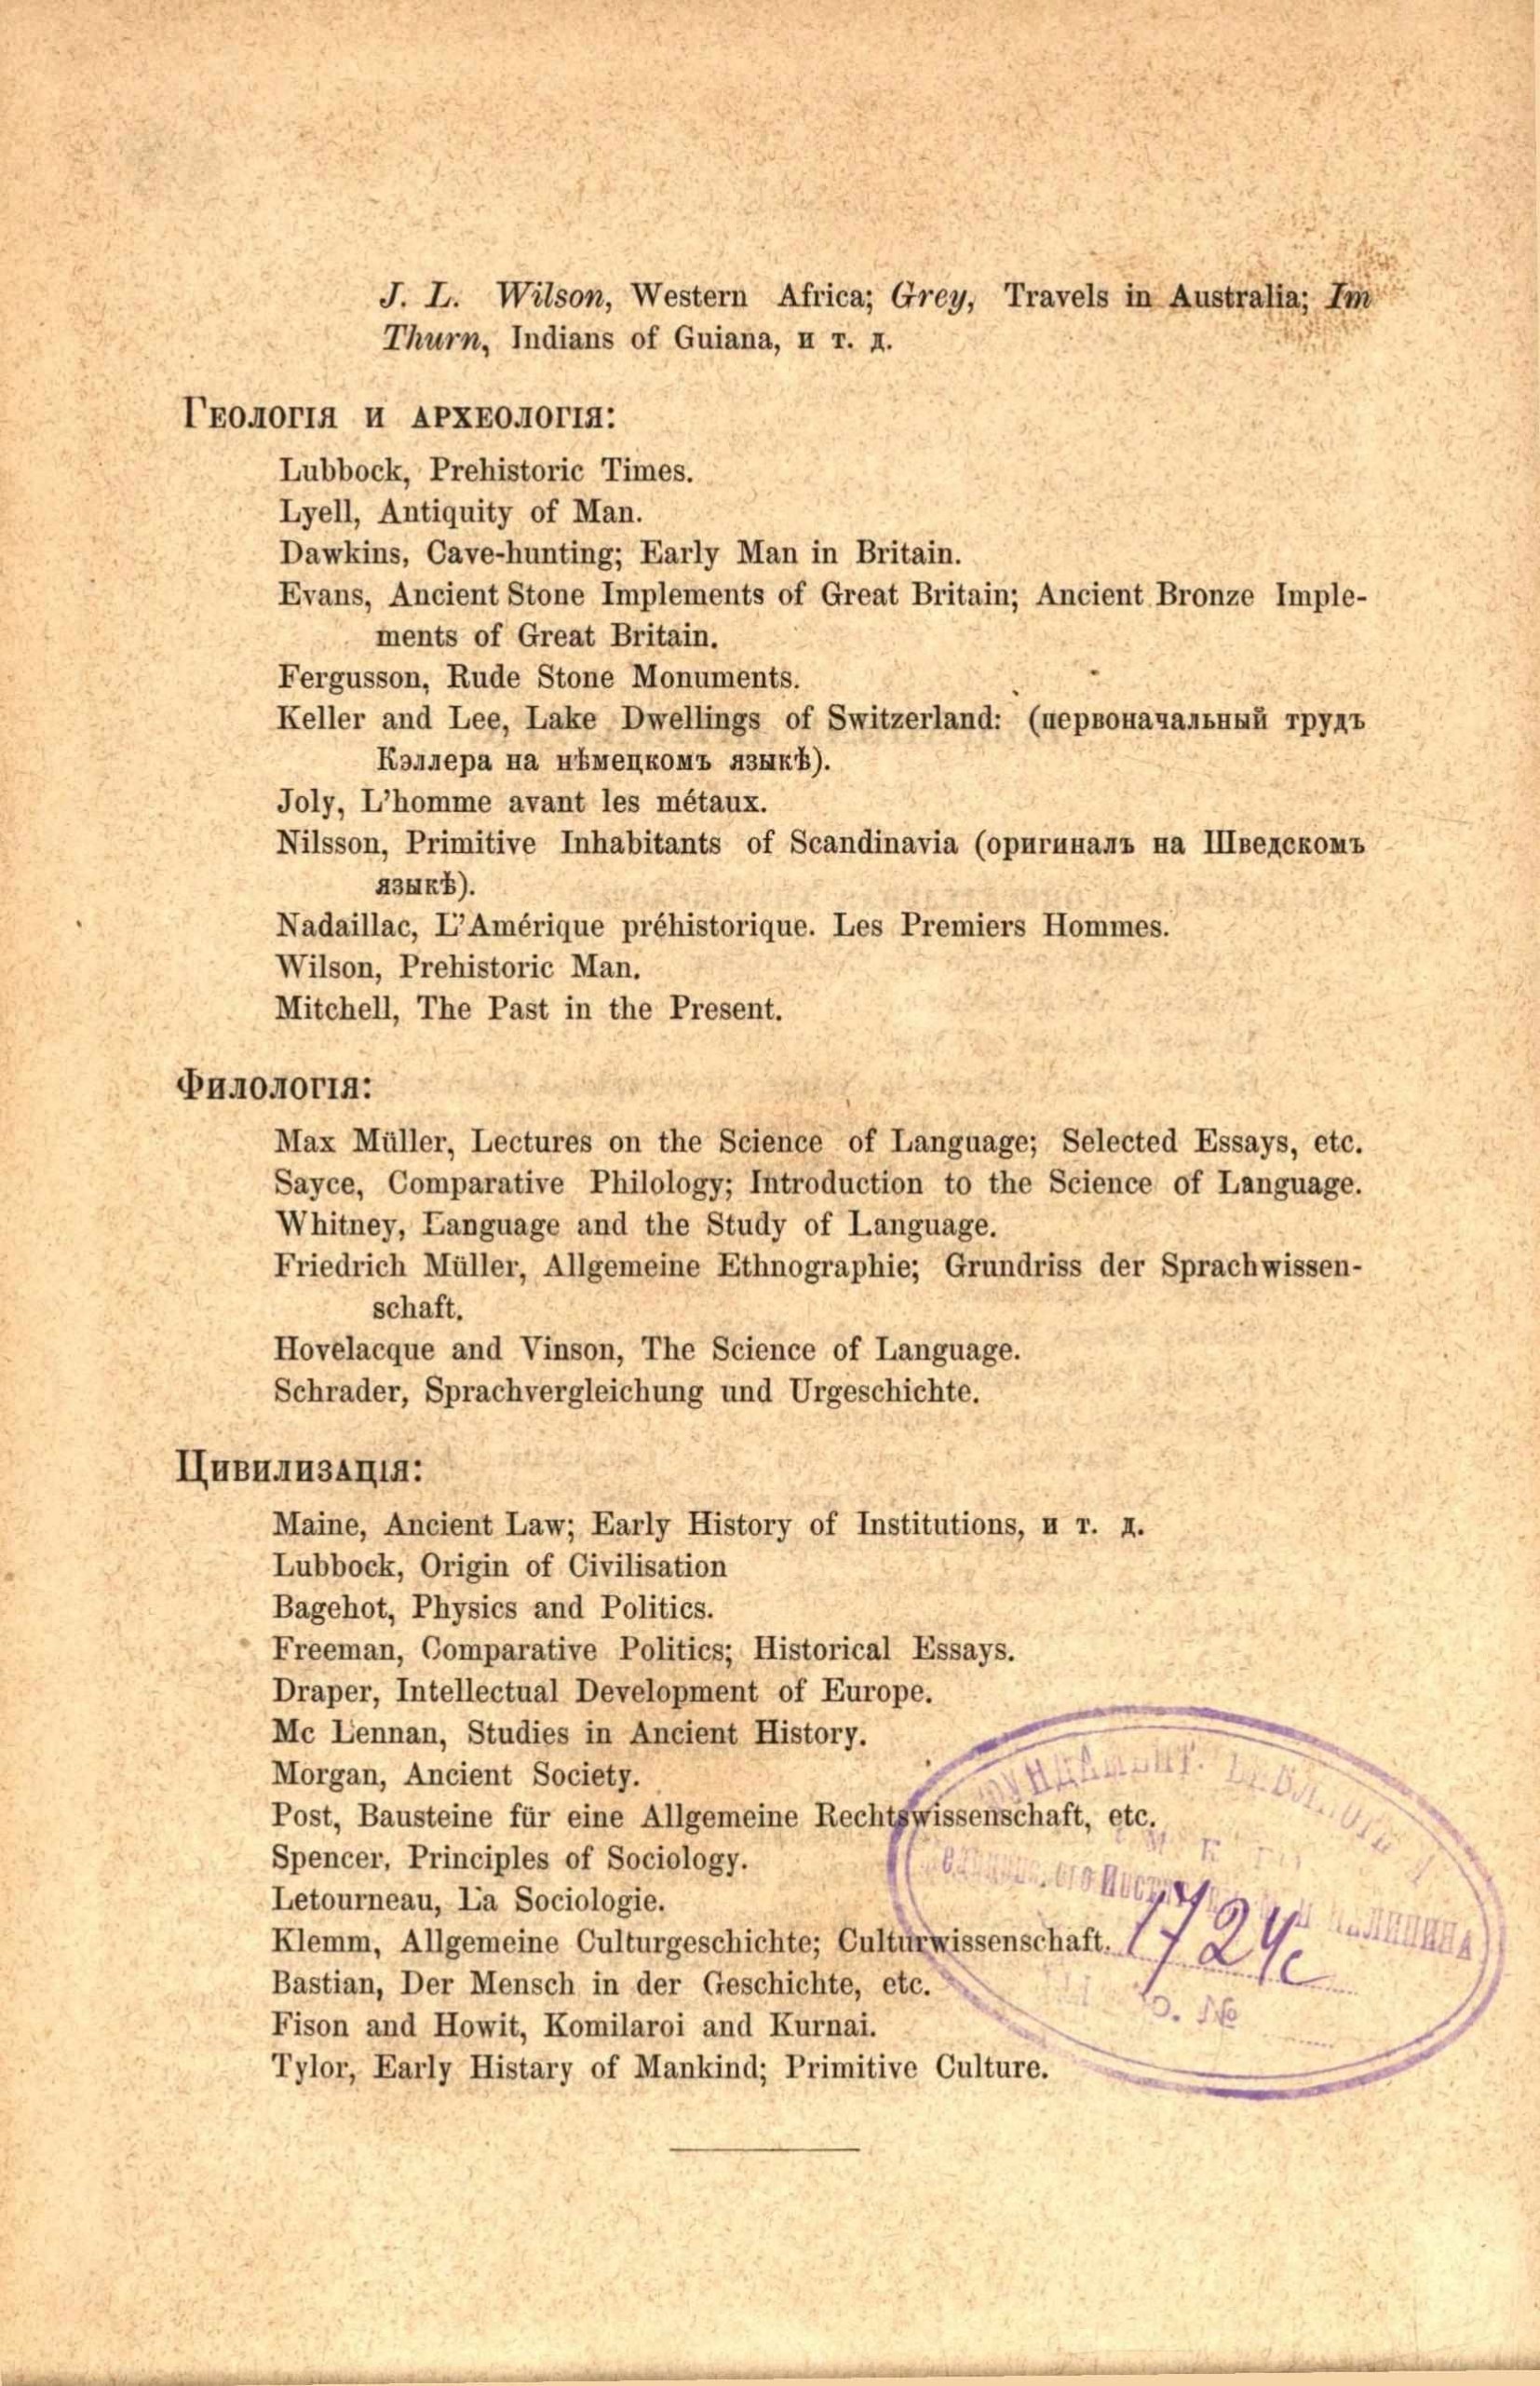 J. L. Wilson, Western Africa; Grey, Travels in Australia; Im
Thurn, Indians of Guiana, и т. д.
Геологія и археологія:
Lubbock, Prehistoric Times.
Lyell, Antiquity of Man.
Dawkins, Cave-hunting; Early Man in Britain.
Evans, Ancient Stone Implements of Great Britain; Ancient Bronze Imple-
ments of Great Britain.
Fergusson, Rude Stone Monuments.
Keller and Lee, Lake Dwellings of Switzerland: (первоначальный трудъ
Кэллера на нѣмецкомъ языкѣ).
Joly, L'homme avant les métaux.
Nilsson, Primitive Inhabitants of Scandinavia (оригиналъ на Шведскомъ
языкѣ).
Nadaillac, L'Amérique préhistorique. Les Premiers Hommes.
Wilson, Prehistoric Man.
Mitchell, The Past in the Present.
Филологія:
Max Müller, Lectures on the Science of Language; Selected Essays, etc.
Sayce, Comparative Philology; Introduction to the Science of Language.
Whitney, Language and the Study of Language.
Friedrich Müller, Allgemeine Ethnographie; Grundriss der Sprachwissen-
schaft.
Hovelacque and Vinson, The Science of Language.
Schrader, Sprachvergleichung und Urgeschichte.
Цивилизація:
Maine, Ancient Law; Early History of Institutions, и т. д.
Lubbock, Origin of Civilisation
Bagehot, Physics and Politics.
Freeman, Comparative Politics; Historical Essays.
Draper, Intellectual Development of Europe.
Mc Lennan, Studies in Ancient History.
Morgan, Ancient Society.
Post, Bausteine für eine Allgemeine Rechtswissenschaft, etc.
Spencer, Principles of Sociology.
Letourneau, La Sociologie.
Klemm, Allgemeine Culturgeschichte; Culturwissenschaft.
Bastian, Der Mensch in der Geschichte, etc.
Fison and Howit, Komilaroi and Kurnai.
Tylor, Early Histary of Mankind; Primitive Culture.